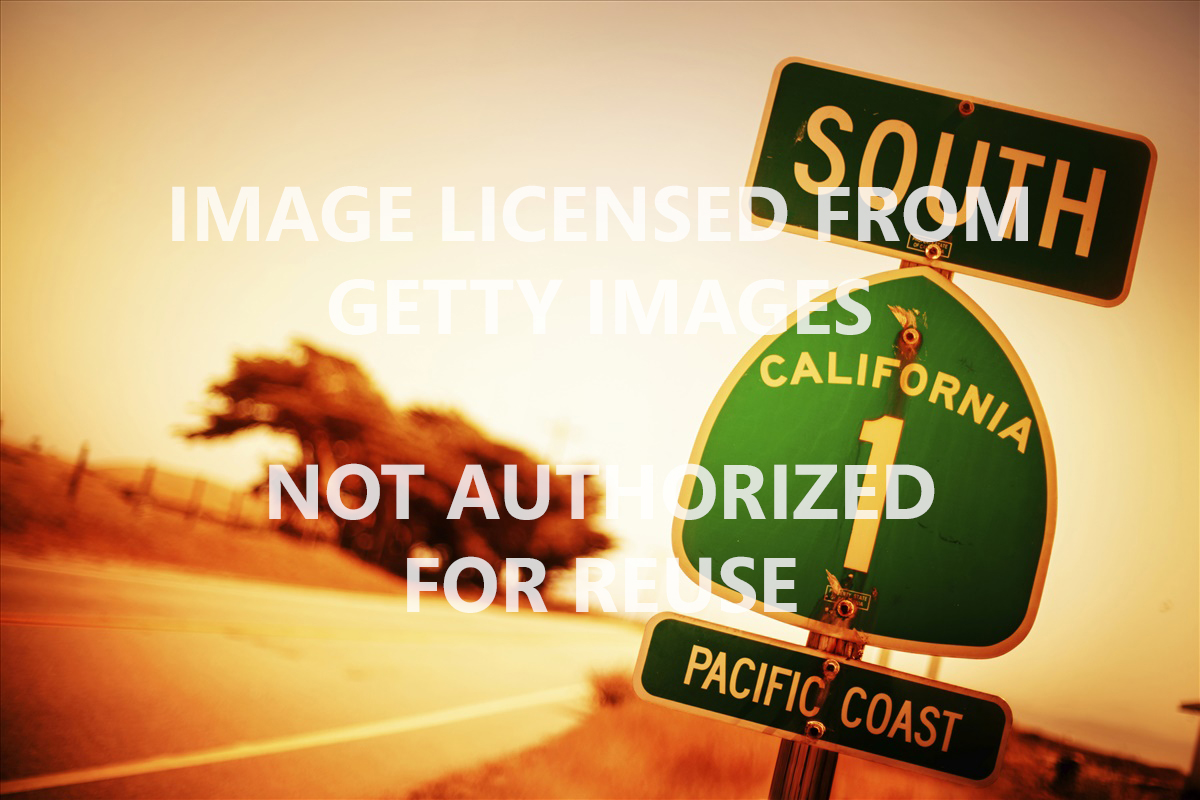 SOUTH
IMAGE LICENSED FROM
GETTY IMAGES
CALIFORNIA
1
NOT AUTHORIZED
FOR REUSE
PACIFIC COAST